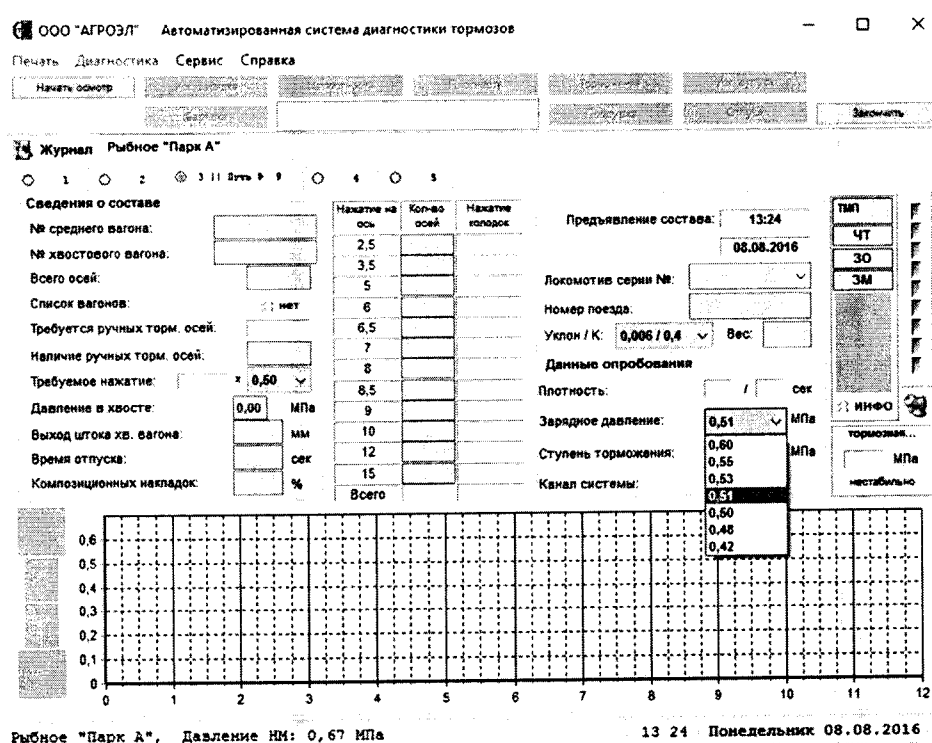 ООО "АГРОЭЛ" Автоматизированная система диагностики тормозов
Печать Диагностика Сервис Справка
Начать осмотр
Закончить
Журнал Рыбное "Парк А"
1 2 3 || Путь № 9 4 5
Сведения о составе
№ среднего вагона:
№ хвостового вагона:
Всего осей:
Список вагонов: нет
Требуется ручных торм. осей:
Наличие ручных торм. осей:
Требуемое нажатие: * 0,50
Давление в хвосте: 0,00 МПа
Выход штока хв. вагона: мм
Время отпуска: сек
Композиционных накладок: %
Нажатие на ось Кол-во осей Нажатие колодок
2,5
3,5
5
6
6,5
7
8
8,5
9
10
12
15
Всего
Предъявление состава: 13:24
08.08.2016
Локомотив серии №:
Номер поезда:
Уклон / К: 0,006 / 0,4 Вес:
Данные опробования
Плотность: / сек
Зарядное давление: 0,51 МПа
Ступень торможения: МПа
Канал системы:
0,60
0,55
0,53
0,51
0,50
0,48
0,42
ТМП
ЧТ
ЗО
ЗМ
ИНФО
тормозная...
МПа
нестабильно
0,6
0,5
0,4
0,3
0,2
0,1
0
0 1 2 3 4 5 6 7 8 9 10 11 12
Рыбное "Парк А", Давление НМ: 0,67 МПа 13 24 Понедельник 08.08.2016